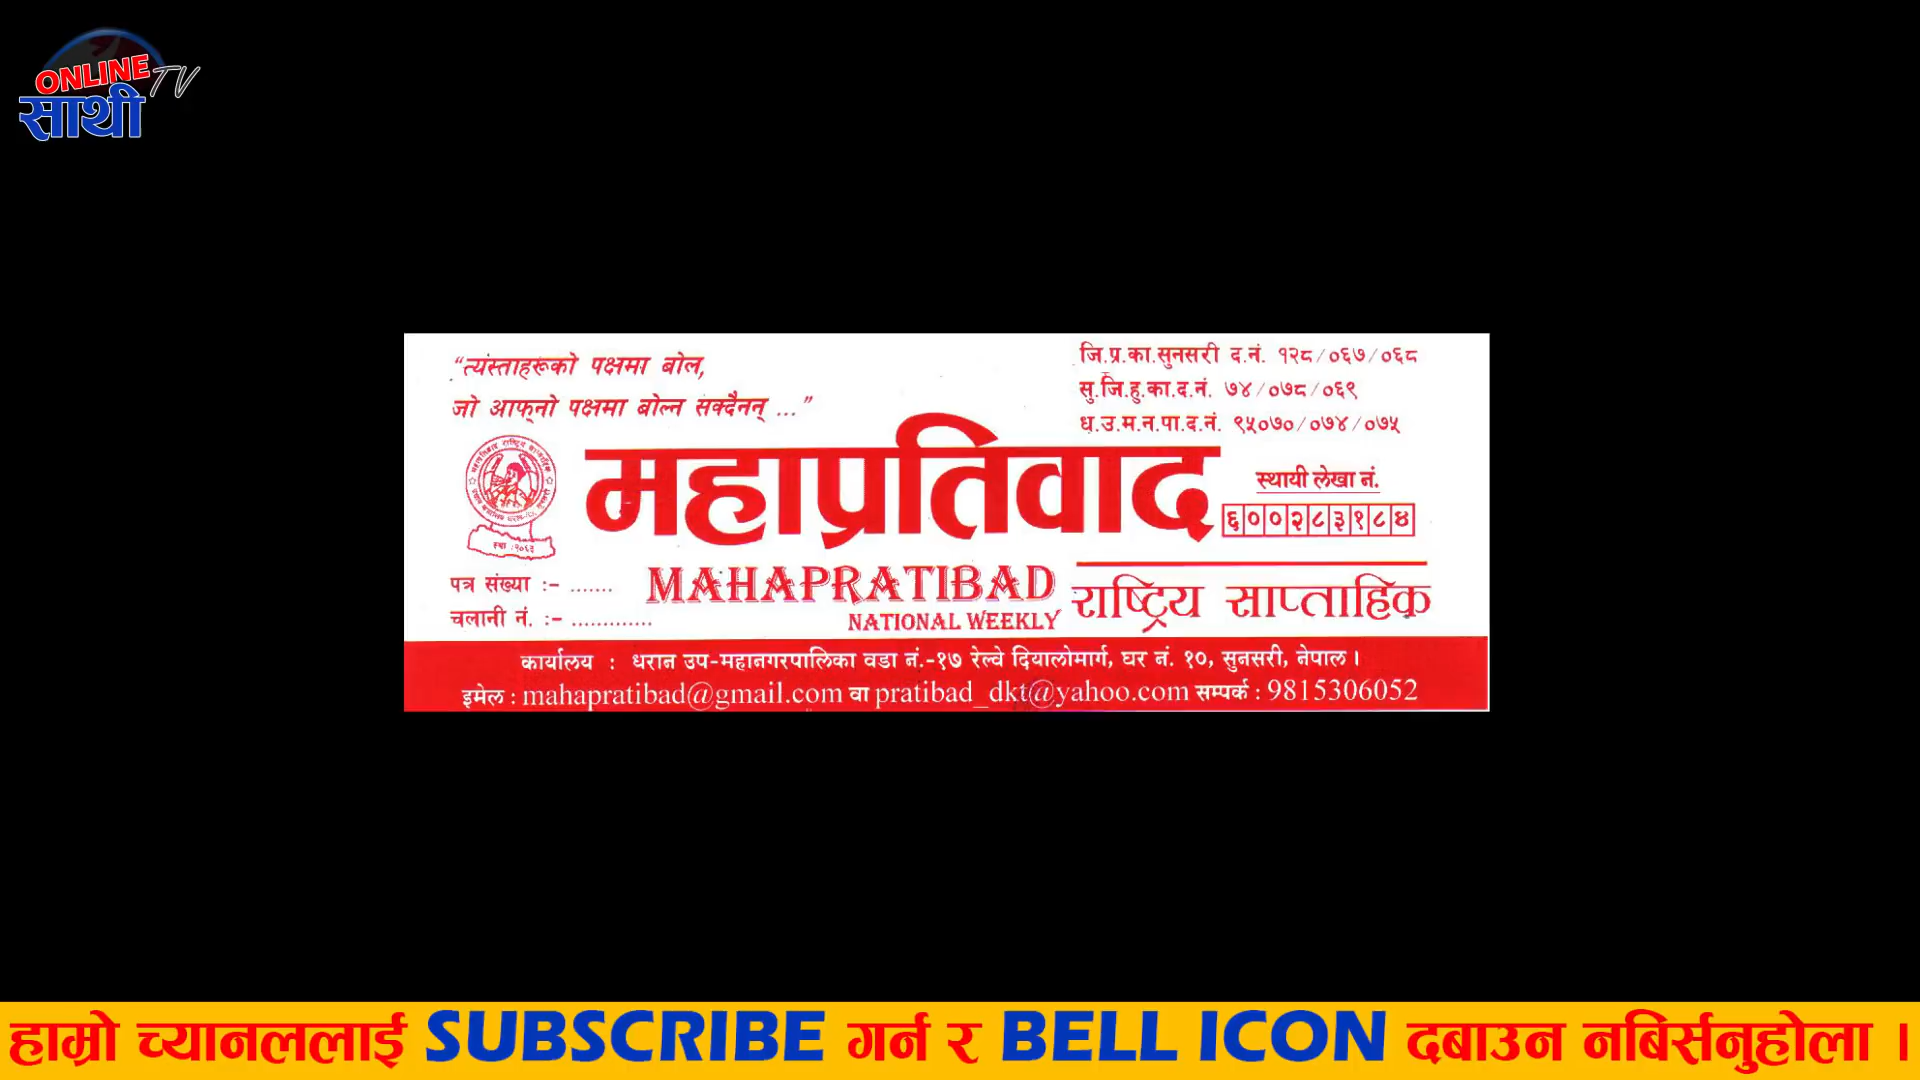 ONLINE TV
साथी
“त्यंस्ताहरूको पक्षमा बोल,
जो आफ्नो पक्षमा बोल्न सक्दैनन् ...”
जि.प्र.का.सुनसरी द.नं. १२८/०६७/०६८
सु.जि.हु.का.द.नं. ७४/०७८/०६९
ध.उ.म.न.पा.द.नं. ९५०७०/०७४/०७५
महाप्रतिवाद
स्थायी लेखा नं.
६००२८३१८४
स्था :२०६३
पत्र संख्या :- .......
चलानी नं. :- .............
MAHAPRATIBAD
NATIONAL WEEKLY
राष्ट्रिय साप्ताहिक
कार्यालय : धरान उप-महानगरपालिका वडा नं.-१७ रेल्वे दियालोमार्ग, घर नं. १०, सुनसरी, नेपाल ।
इमेल : mahapratibad@gmail.com वा pratibad_dkt@yahoo.com सम्पर्क : 9815306052
हाम्रो च्यानललाई SUBSCRIBE गर्न र BELL ICON दबाउन नबिर्सनुहोला ।